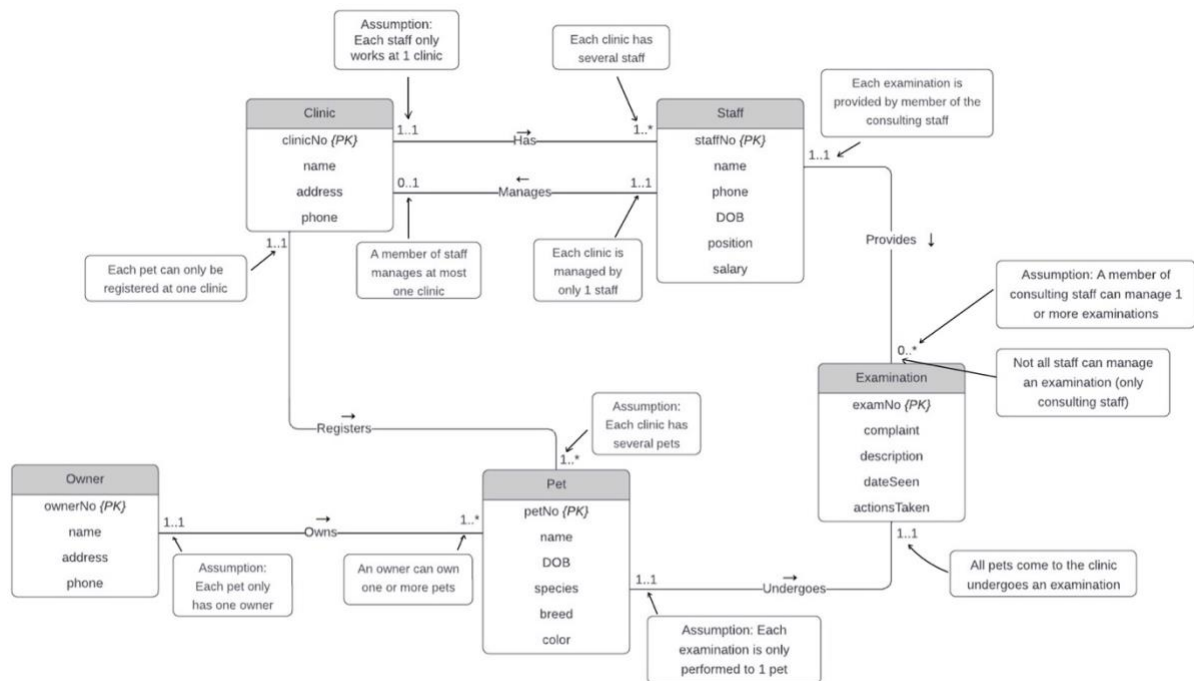 Assumption:
Each staff only
works at 1 clinic
Each clinic has
several staff
Each examination is
provided by member of the
consulting staff
Clinic
clinicNo {PK}
name
address
phone
1..1
→
Has
1..*
Staff
staffNo {PK}
name
phone
DOB
position
salary
1..1
0..1
←
Manages
1..1
1..1
Each pet can only be
registered at one clinic
A member of staff
manages at most
one clinic
Each clinic is
managed by
only 1 staff
Provides ↓
Assumption: A member of
consulting staff can manage 1
or more examinations
0..*
Not all staff can manage
an examination (only
consulting staff)
Examination
examNo {PK}
complaint
description
dateSeen
actionsTaken
1..1
→
Registers
Assumption:
Each clinic has
several pets
1..*
Owner
ownerNo {PK}
name
address
phone
1..1
→
Owns
1..*
Pet
petNo {PK}
name
DOB
species
breed
color
Assumption:
Each pet only
has one owner
An owner can own
one or more pets
1..1
→
Undergoes
All pets come to the clinic
undergoes an examination
Assumption: Each
examination is only
performed to 1 pet